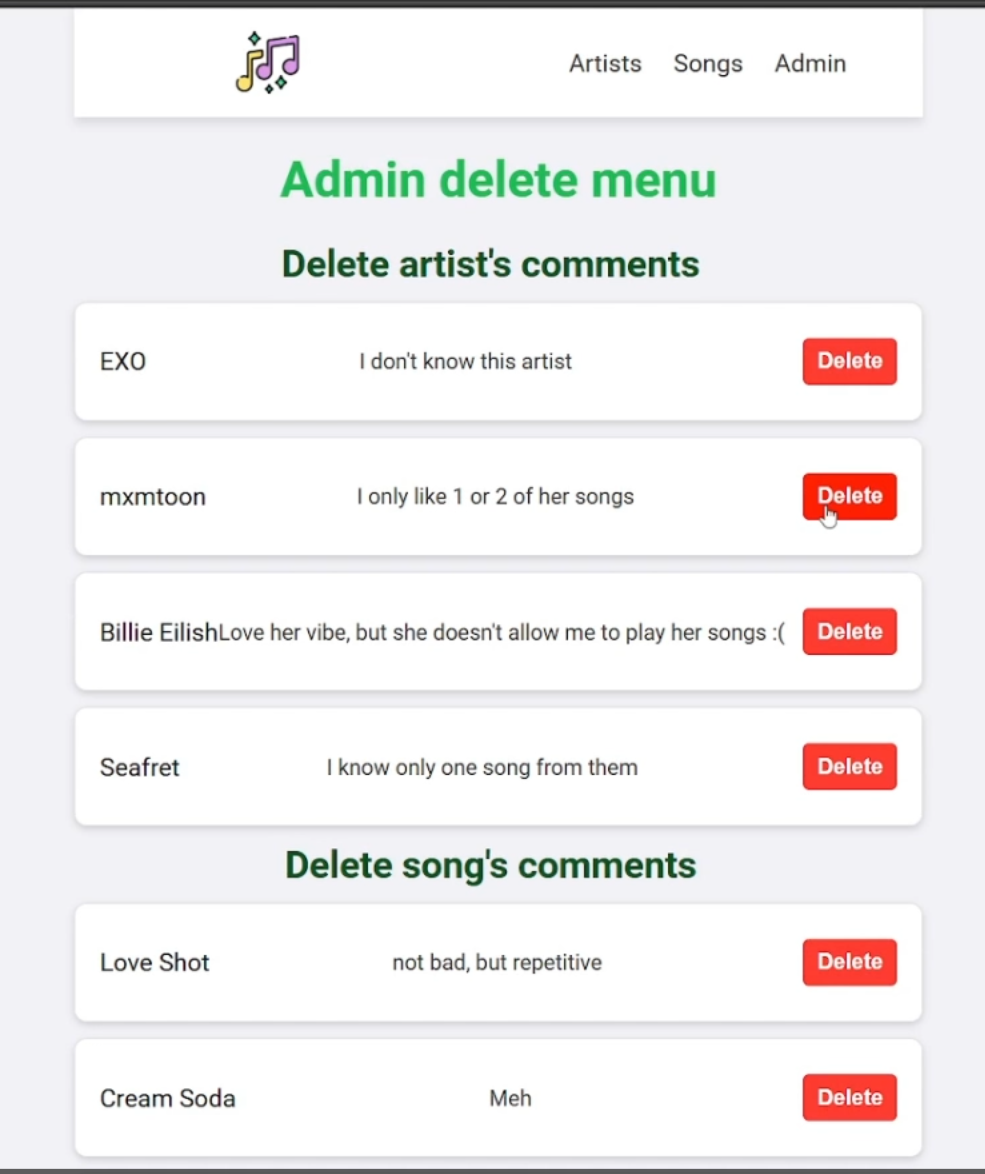 Artists Songs Admin
Admin delete menu
Delete artist's comments
EXO I don't know this artist Delete
mxmtoon I only like 1 or 2 of her songs Delete
Billie EilishLove her vibe, but she doesn't allow me to play her songs :( Delete
Seafret I know only one song from them Delete
Delete song's comments
Love Shot not bad, but repetitive Delete
Cream Soda Meh Delete